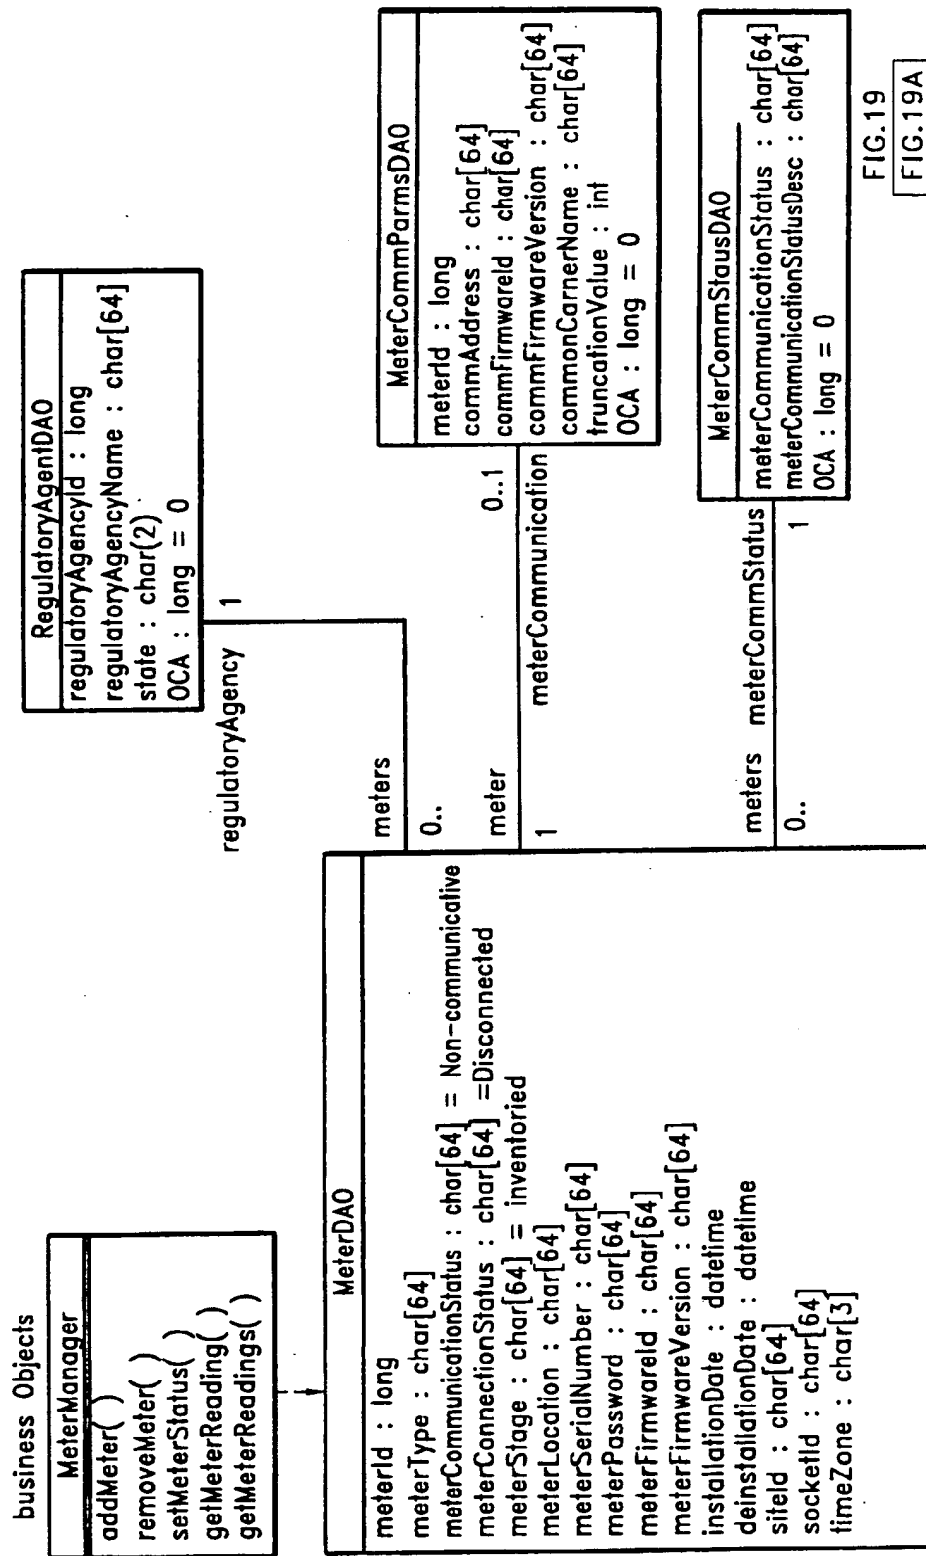 business Objects
MeterManager
addMeter( )
removeMeter( )
setMeterStatus( )
getMeterReading( )
getMeterReadings( )
MeterDAO
meterId : long
meterType : char[64]
meterCommunicationStatus : char[64] = Non-communicative
meterConnectionStatus : char[64] =Disconnected
meterStage : char[64] = inventoried
meterLocation : char[64]
meterSerialNumber : char[64]
meterPassword : char[64]
meterFirmwareId : char[64]
meterFirmwareVersion : char[64]
installationDate : datetime
deinstallationDate : datetime
siteId : char[64]
socketId : char[64]
timeZone : char[3]
RegulatoryAgentDAO
regulatoryAgencyId : long
regulatoryAgencyName : char[64]
state : char(2)
OCA : long = 0
regulatoryAgency
1
meters
0..
meter
1
0..1
meterCommunication
MeterCommParmsDAO
meterId : long
commAddress : char[64]
commFirmwareId : char[64]
commFirmwareVersion : char[64]
commonCarnerName : char[64]
truncationValue : int
OCA : long = 0
meters
0..
meterCommStatus
1
MeterCommStausDAO
meterCommunicationStatus : char[64]
meterCommunicationStatusDesc : char[64]
OCA : long = 0
FIG.19
FIG.19A